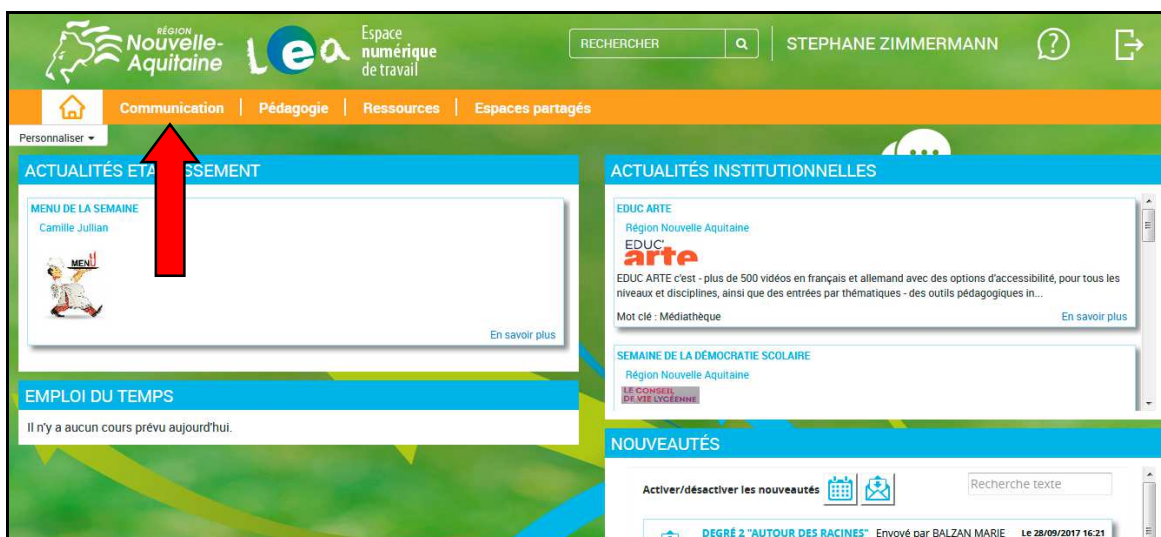 RÉGION
Nouvelle-
Aquitaine
Lea
Espace
numérique
de travail
RECHERCHER
STEPHANE ZIMMERMANN
?
Communication | Pédagogie | Ressources | Espaces partagés
Personnaliser
ACTUALITÉS ETABLISSEMENT
MENU DE LA SEMAINE
Camille Jullian
MENU
En savoir plus
EMPLOI DU TEMPS
Il n'y a aucun cours prévu aujourd'hui.
ACTUALITÉS INSTITUTIONNELLES
EDUC ARTE
Région Nouvelle Aquitaine
EDUC'
arte
EDUC ARTE c'est - plus de 500 vidéos en français et allemand avec des options d'accessibilité, pour tous les
niveaux et disciplines, ainsi que des entrées par thématiques - des outils pédagogiques in...
Mot clé : Médiathèque
En savoir plus
SEMAINE DE LA DÉMOCRATIE SCOLAIRE
Région Nouvelle Aquitaine
LE CONSEIL
DE VIE LYCÉENNE
NOUVEAUTÉS
Activer/désactiver les nouveautés
Recherche texte
DEGRÉ 2 "AUTOUR DES RACINES" Envoyé par BALZAN MARIE Le 28/09/2017 16:21